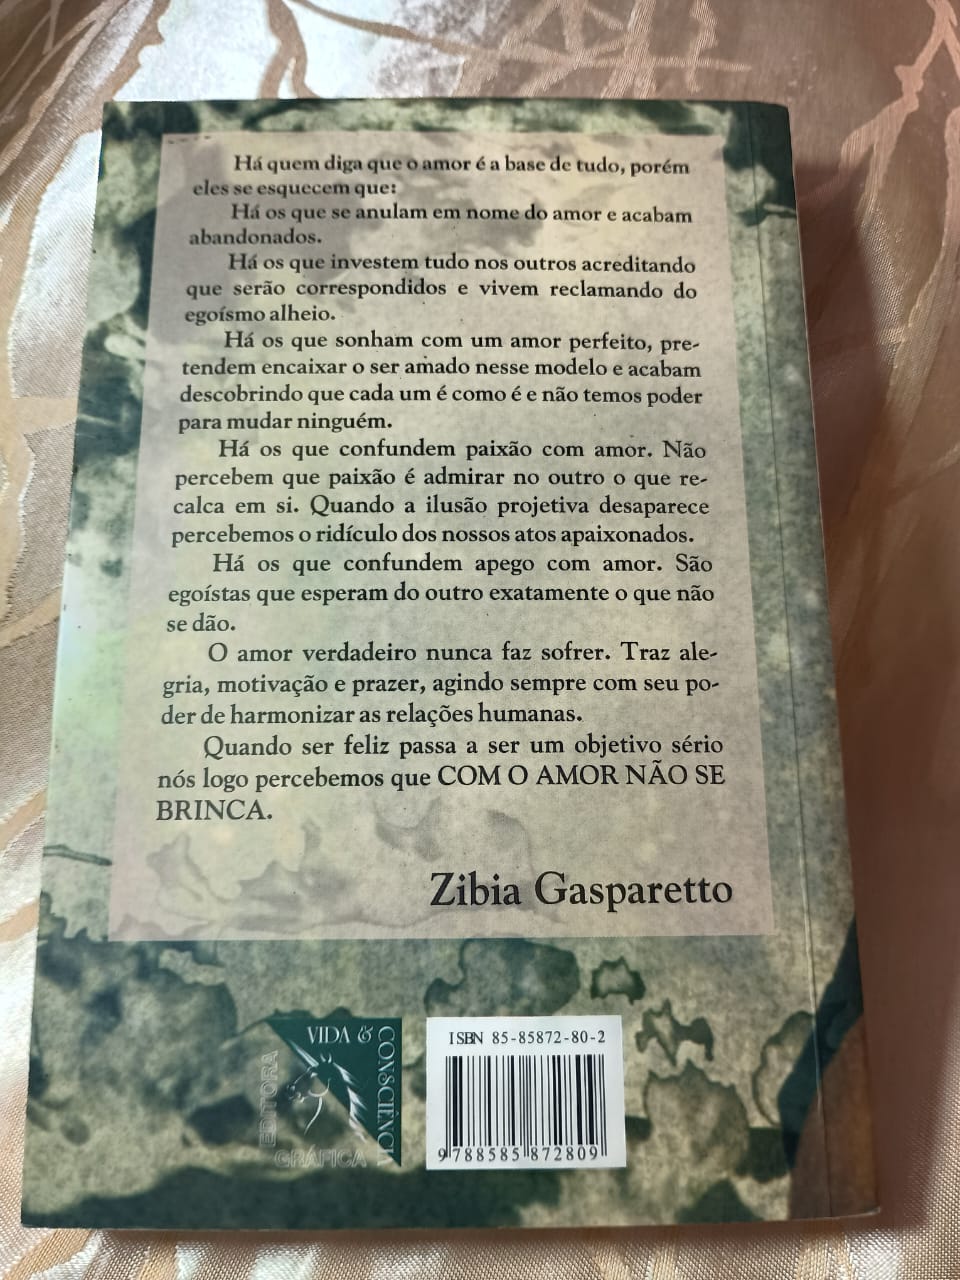 Há quem diga que o amor é a base de tudo, porém
eles se esquecem que:
Há os que se anulam em nome do amor e acabam
abandonados.
Há os que investem tudo nos outros acreditando
que serão correspondidos e vivem reclamando do
egoísmo alheio.
Há os que sonham com um amor perfeito, pre-
tendem encaixar o ser amado nesse modelo e acabam
descobrindo que cada um é como é e não temos poder
para mudar ninguém.
Há os que confundem paixão com amor. Não
percebem que paixão é admirar no outro o que re-
calca em si. Quando a ilusão projetiva desaparece
percebemos o ridículo dos nossos atos apaixonados.
Há os que confundem apego com amor. São
egoístas que esperam do outro exatamente o que não
se dão.
O amor verdadeiro nunca faz sofrer. Traz ale-
gria, motivação e prazer, agindo sempre com seu po-
der de harmonizar as relações humanas.
Quando ser feliz passa a ser um objetivo sério
nós logo percebemos que COM O AMOR NÃO SE
BRINCA.
Zibia Gasparetto
VIDA &
CONSCIÊNCIA
EDITORA
GRÁFICA
ISBN 85-85872-80-2
9 788585 872809